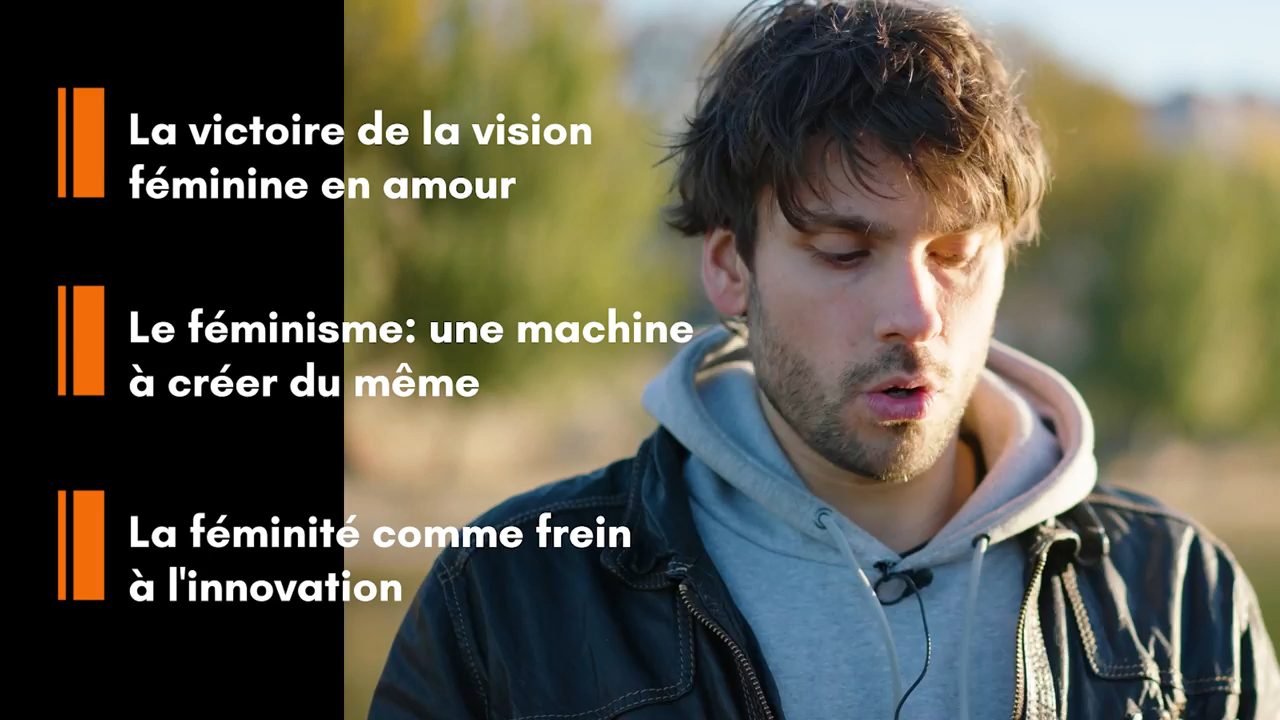 La victoire de la vision
féminine en amour
Le féminisme: une machine
à créer du même
La féminité comme frein
à l'innovation